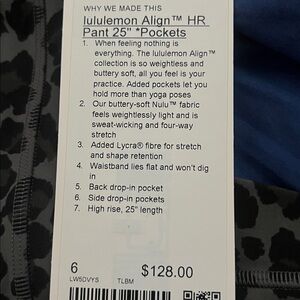 WHY WE MADE THIS
lululemon Align™ HR
Pant 25" *Pockets
1. When feeling nothing is
everything. The lululemon Align™
collection is so weightless and
buttery soft, all you feel is your
practice. Added pockets let you
hold more than yoga poses
2. Our buttery-soft Nulu™ fabric
feels weightlessly light and is
sweat-wicking and four-way
stretch
3. Added Lycra® fibre for stretch
and shape retention
4. Waistband lies flat and won't dig
in
5. Back drop-in pocket
6. Side drop-in pockets
7. High rise, 25" length
6 $128.00
LW5DVYS TLBM